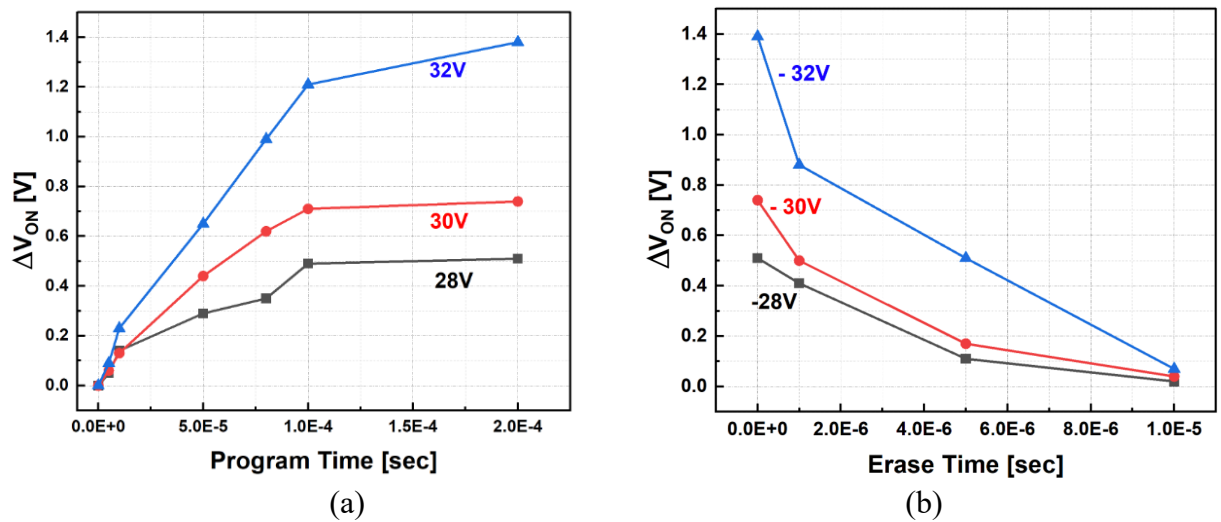 ΔV_ON [V]
1.4
1.2
1.0
0.8
0.6
0.4
0.2
0.0
32V
30V
28V
0.0E+0 5.0E-5 1.0E-4 1.5E-4 2.0E-4
Program Time [sec]
(a)
ΔV_ON [V]
1.4
1.2
1.0
0.8
0.6
0.4
0.2
0.0
- 32V
- 30V
-28V
0.0E+0 2.0E-6 4.0E-6 6.0E-6 8.0E-6 1.0E-5
Erase Time [sec]
(b)